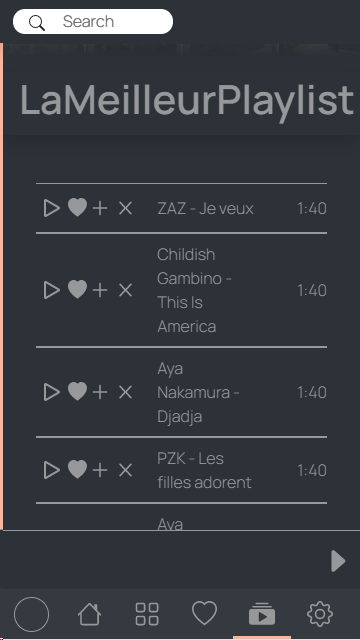 Search
LaMeilleurPlaylist
ZAZ - Je veux 1:40
Childish
Gambino -
This Is
America
1:40
Aya
Nakamura -
Djadja
1:40
PZK - Les
filles adorent
1:40
Aya